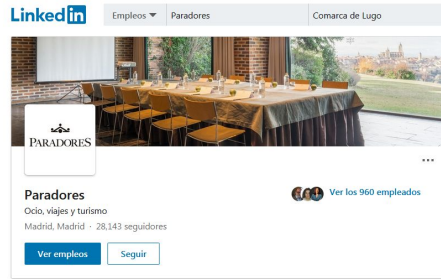 Linkedin
Empleos Paradores Comarca de Lugo
PARADORES
Paradores
Ver los 960 empleados
Ocio, viajes y turismo
Madrid, Madrid · 28,143 seguidores
Ver empleos Seguir